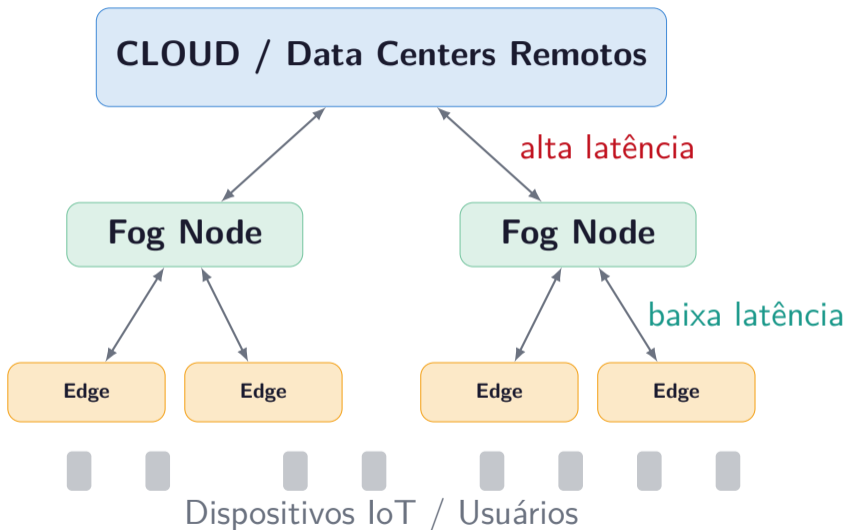 CLOUD / Data Centers Remotos
alta latência
Fog Node
Fog Node
baixa latência
Edge
Edge
Edge
Edge
Dispositivos IoT / Usuários